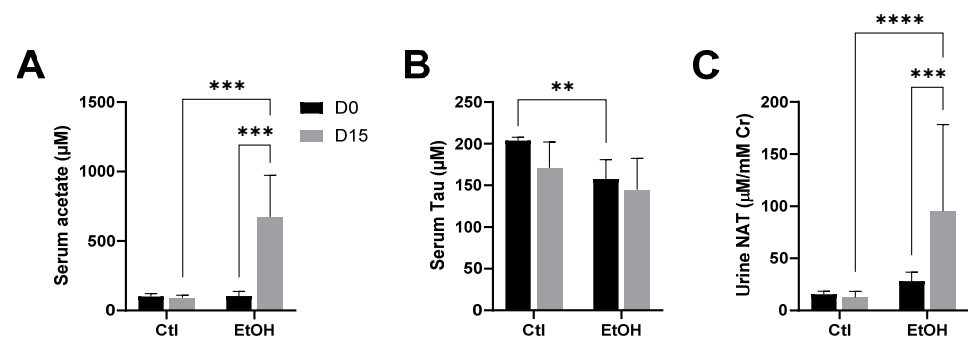 A
Serum acetate (µM)
1500
1000
500
0
***
***
Ctl
EtOH
D0
D15
B
Serum Tau (µM)
250
200
150
100
50
0
**
Ctl
EtOH
C
Urine NAT (µM/mM Cr)
200
150
100
50
0
****
***
Ctl
EtOH